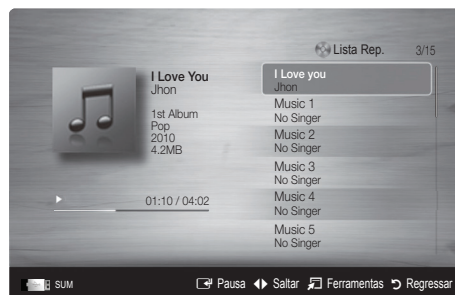 Lista Rep. 3/15
I Love You
Jhon
1st Album
Pop
2010
4.2MB
01:10 / 04:02
I Love you
Jhon
Music 1
No Singer
Music 2
No Singer
Music 3
No Singer
Music 4
No Singer
Music 5
No Singer
SUM Pausa Saltar Ferramentas Regressar